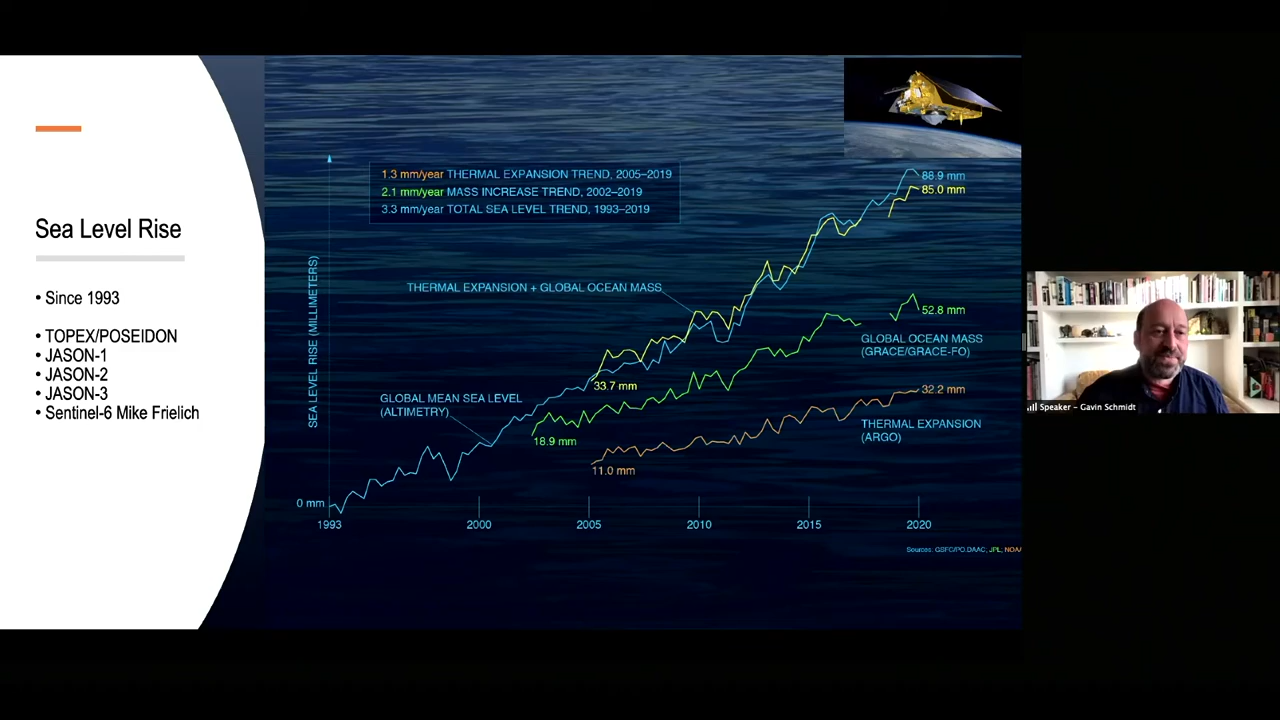 Sea Level Rise
• Since 1993
• TOPEX/POSEIDON
• JASON-1
• JASON-2
• JASON-3
• Sentinel-6 Mike Frielich
1.3 mm/year THERMAL EXPANSION TREND, 2005–2019
2.1 mm/year MASS INCREASE TREND, 2002–2019
3.3 mm/year TOTAL SEA LEVEL TREND, 1993–2019
SEA LEVEL RISE (MILLIMETERS)
88.9 mm
85.0 mm
THERMAL EXPANSION + GLOBAL OCEAN MASS
52.8 mm
GLOBAL OCEAN MASS
(GRACE/GRACE-FO)
33.7 mm
32.2 mm
GLOBAL MEAN SEA LEVEL
(ALTIMETRY)
THERMAL EXPANSION
(ARGO)
18.9 mm
11.0 mm
0 mm
1993
2000
2005
2010
2015
2020
Sources: GSFC/PO.DAAC, JPL, NOA
Speaker – Gavin Schmidt